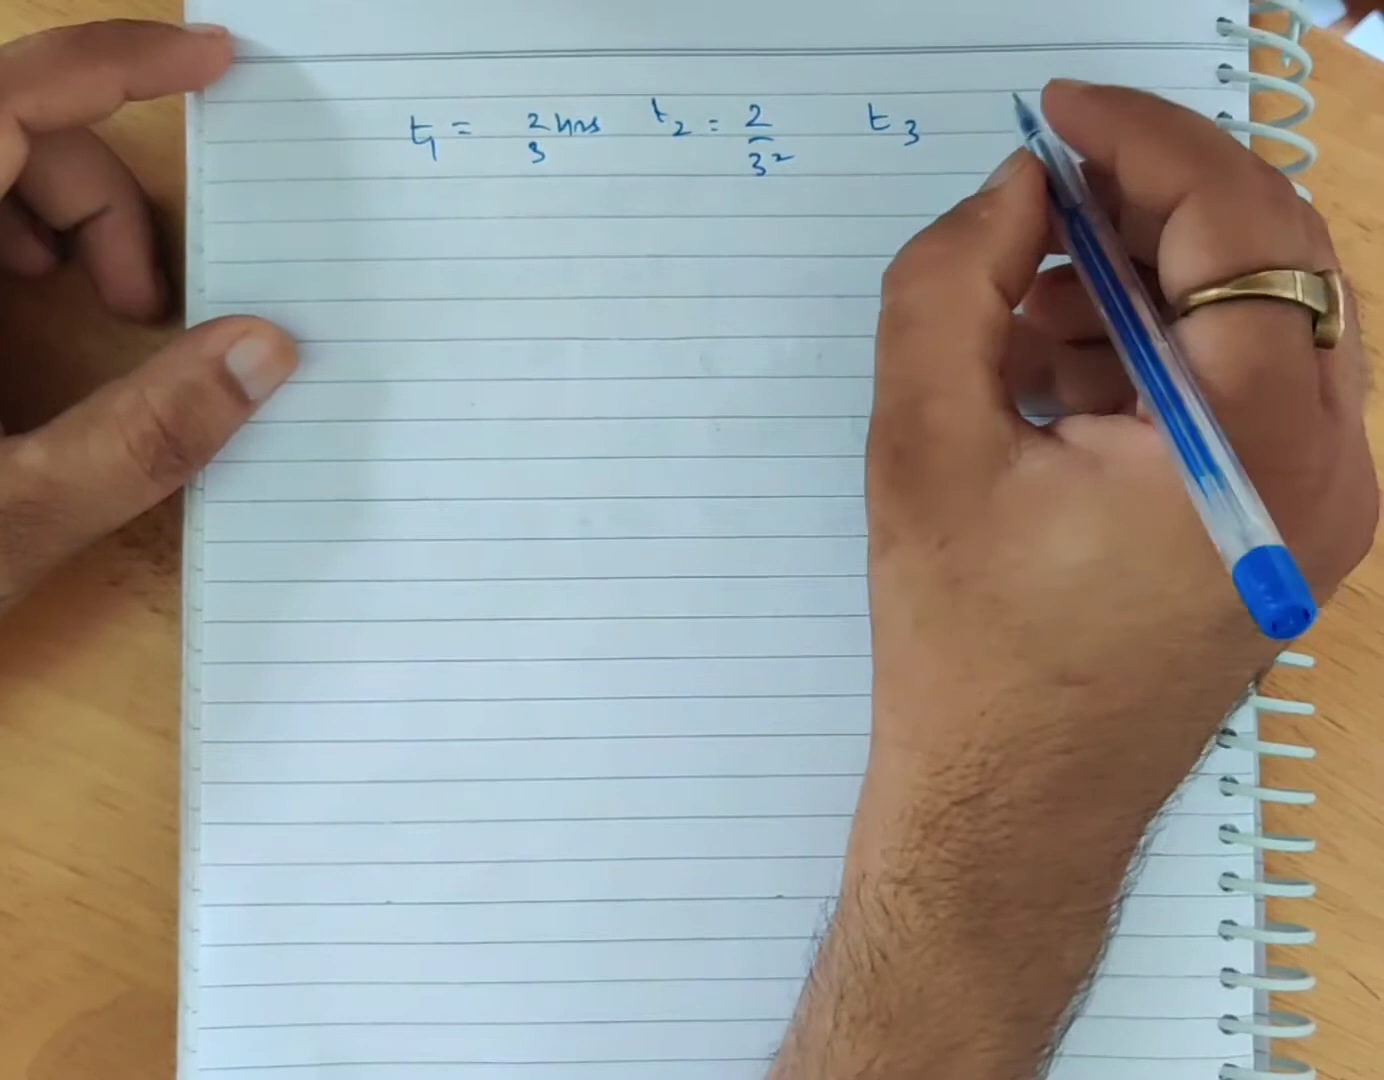 t₁ = 2/3 hrs t₂ = 2/3² t₃